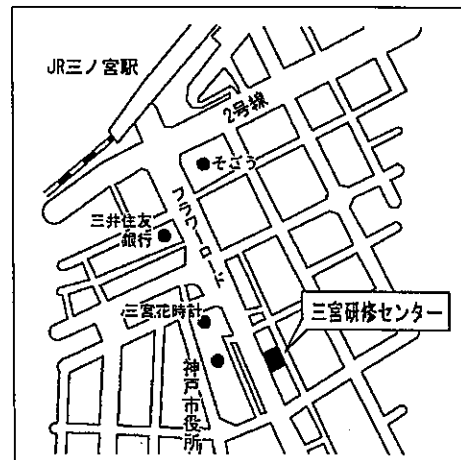 JR三ノ宮駅
2号線
そごう
フラワーロード
三井住友
銀行
三宮花時計
三宮研修センター
神戸市役所